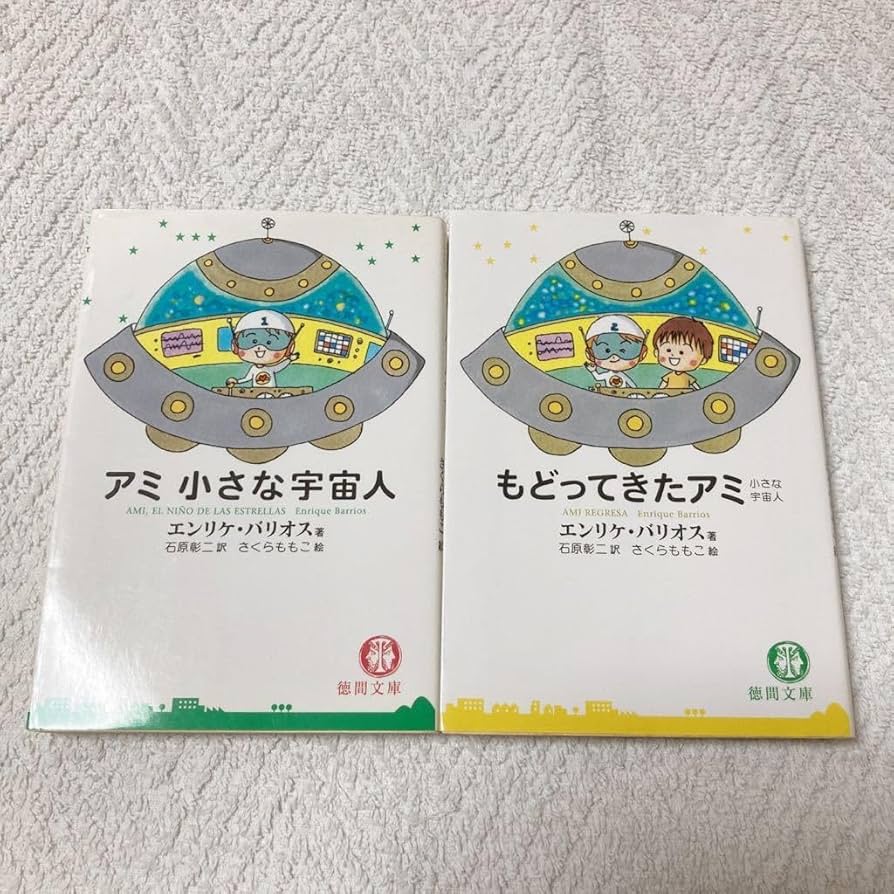 1
アミ 小さな宇宙人
AMI, EL NIÑO DE LAS ESTRELLAS Enrique Barrios
エンリケ・バリオス 著
石原彰二 訳 さくらももこ 絵
徳間文庫
2
もどってきたアミ 小さな宇宙人
AMI REGRESA Enrique Barrios
エンリケ・バリオス 著
石原彰二 訳 さくらももこ 絵
徳間文庫